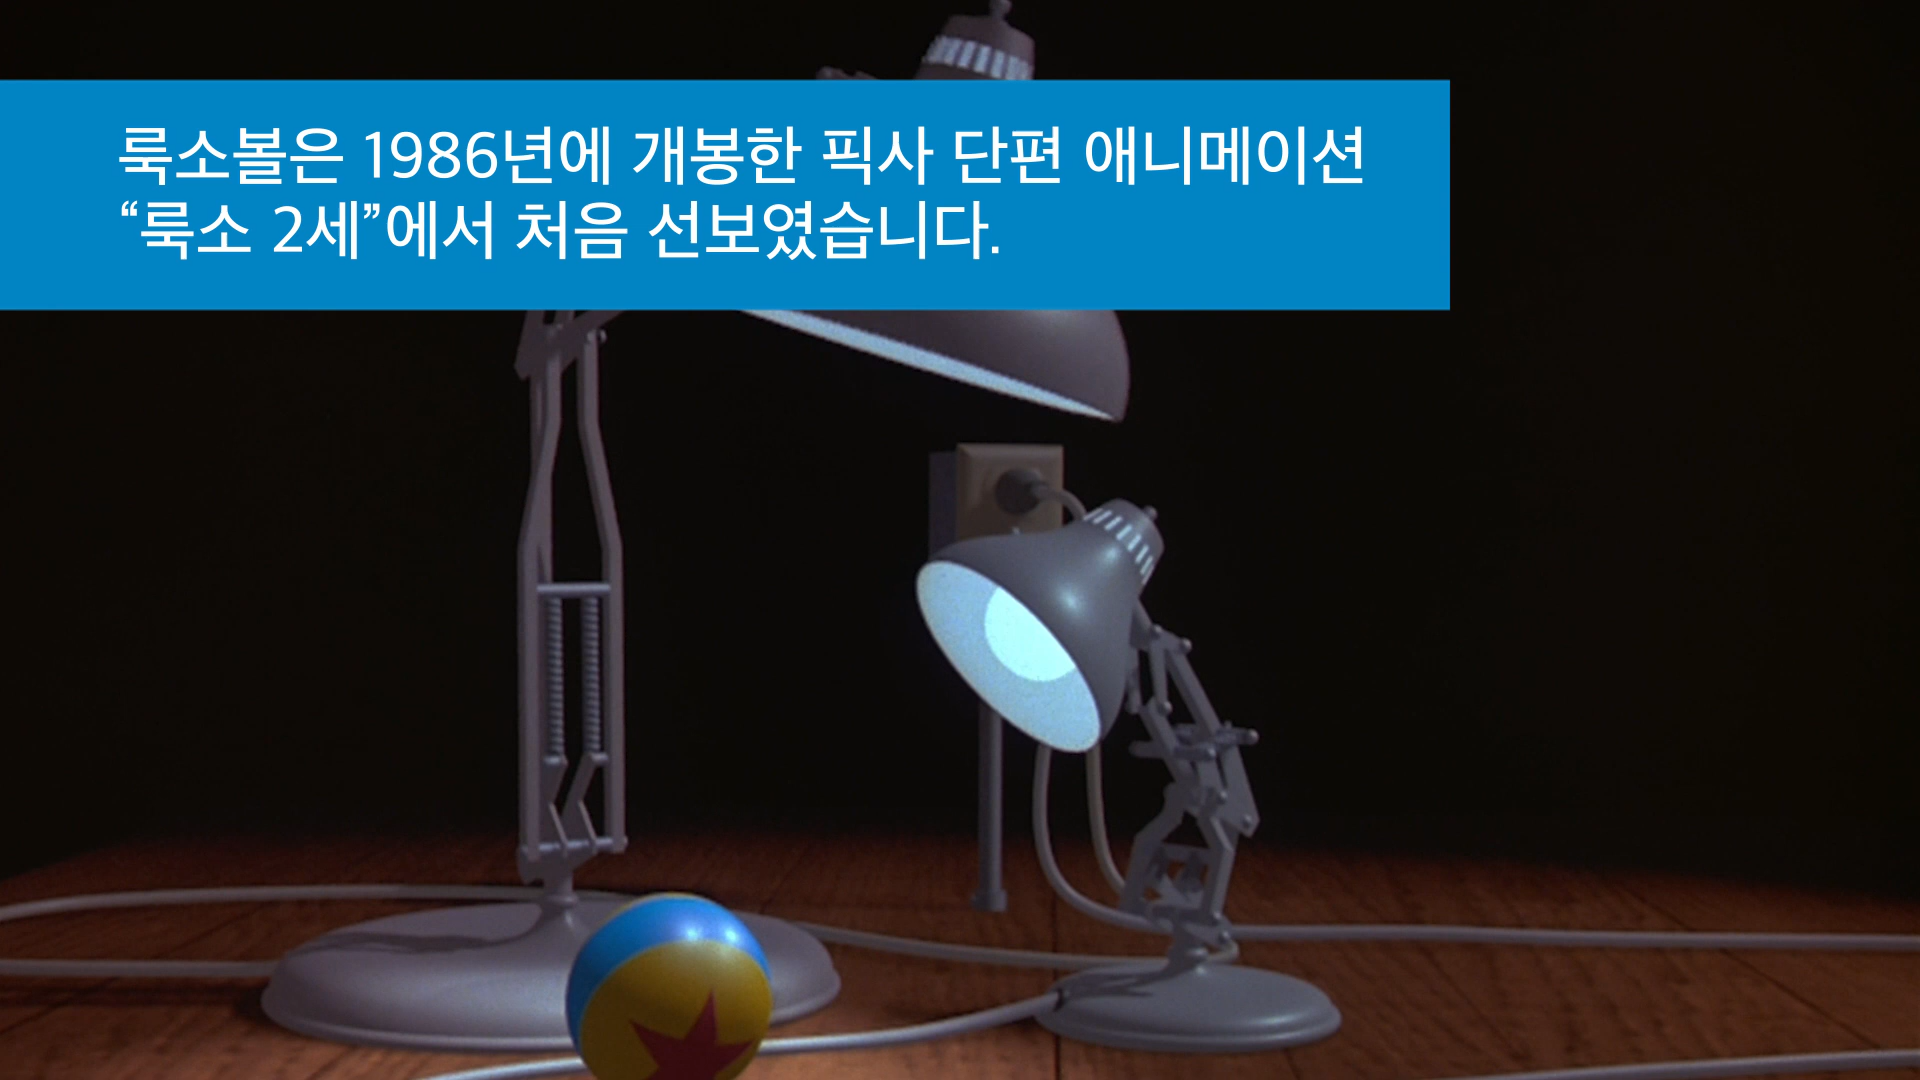 룩소볼은 1986년에 개봉한 픽사 단편 애니메이션
“룩소 2세”에서 처음 선보였습니다.